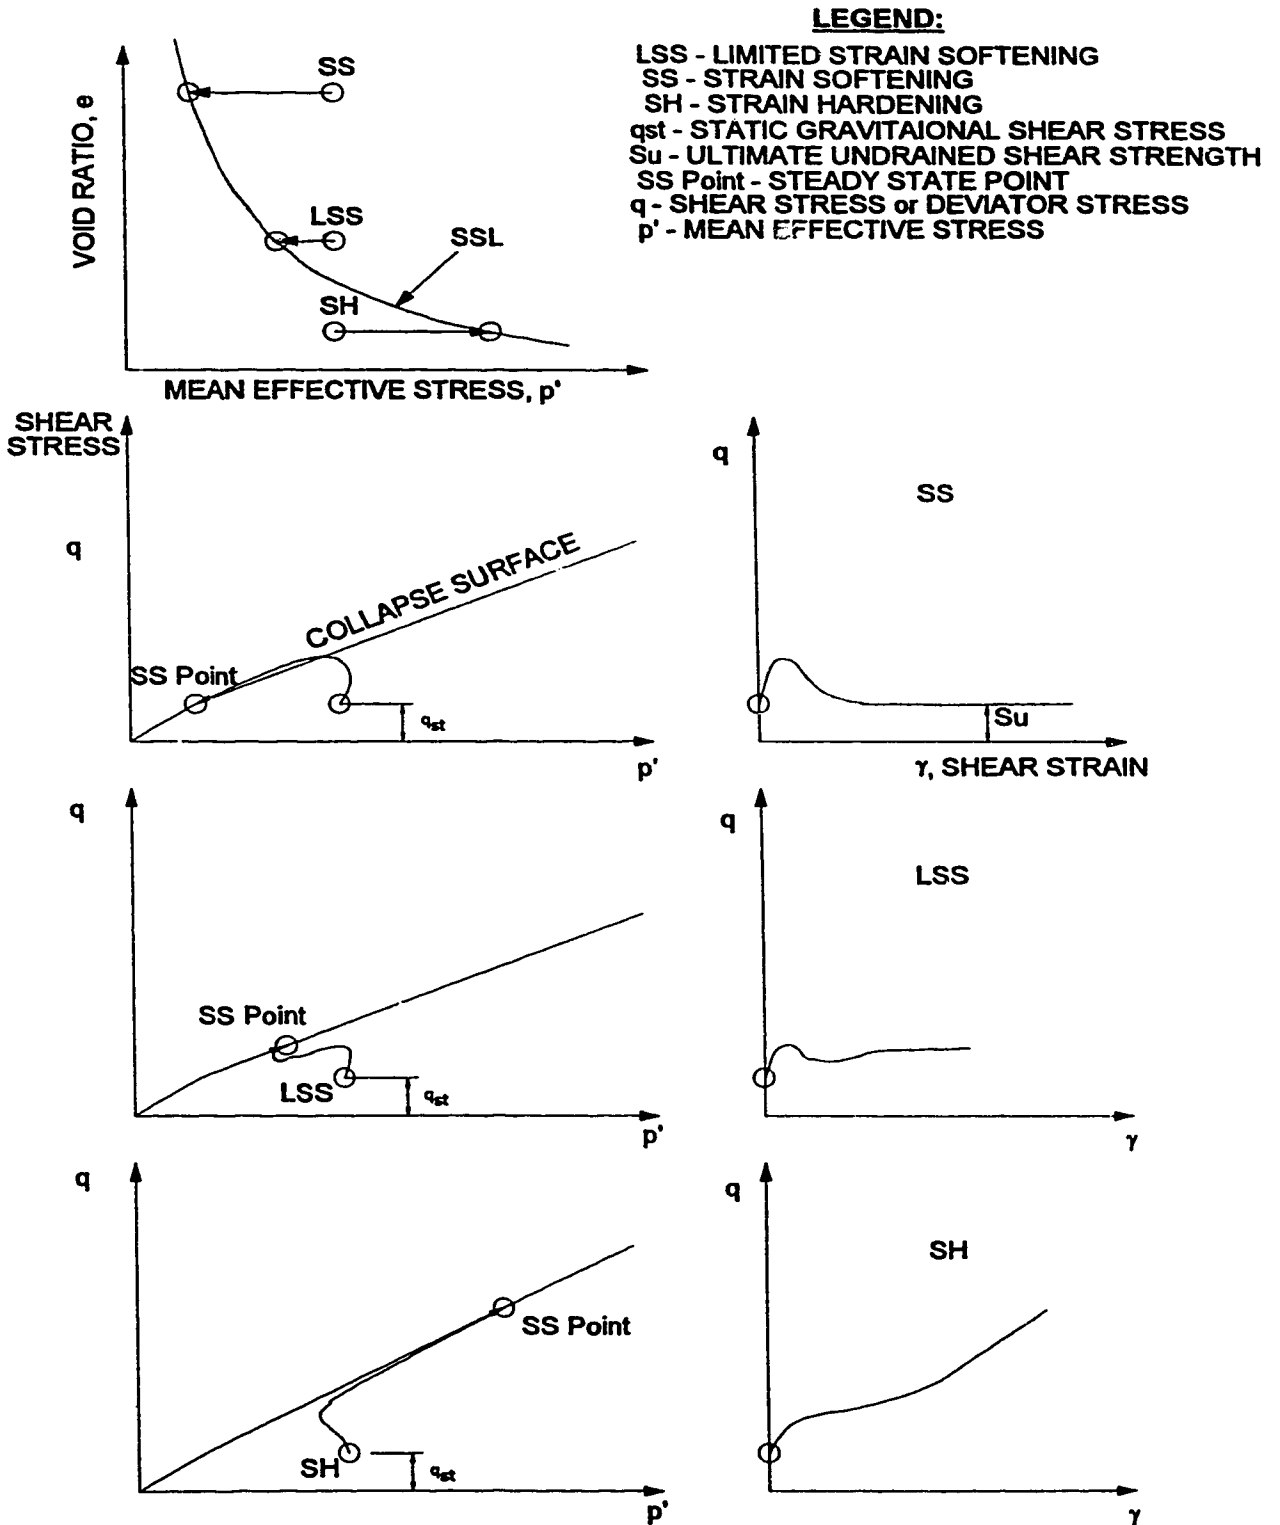 LEGEND:
LSS - LIMITED STRAIN SOFTENING
SS - STRAIN SOFTENING
SH - STRAIN HARDENING
qst - STATIC GRAVITAIONAL SHEAR STRESS
Su - ULTIMATE UNDRAINED SHEAR STRENGTH
SS Point - STEADY STATE POINT
q - SHEAR STRESS or DEVIATOR STRESS
p' - MEAN EFFECTIVE STRESS
VOID RATIO, e
SS
LSS
SSL
SH
MEAN EFFECTIVE STRESS, p'
SHEAR
STRESS
q
COLLAPSE SURFACE
SS Point
qst
p'
q
SS
Su
γ, SHEAR STRAIN
q
SS Point
LSS
qst
p'
q
LSS
γ
q
SS Point
SH
qst
p'
q
SH
γ